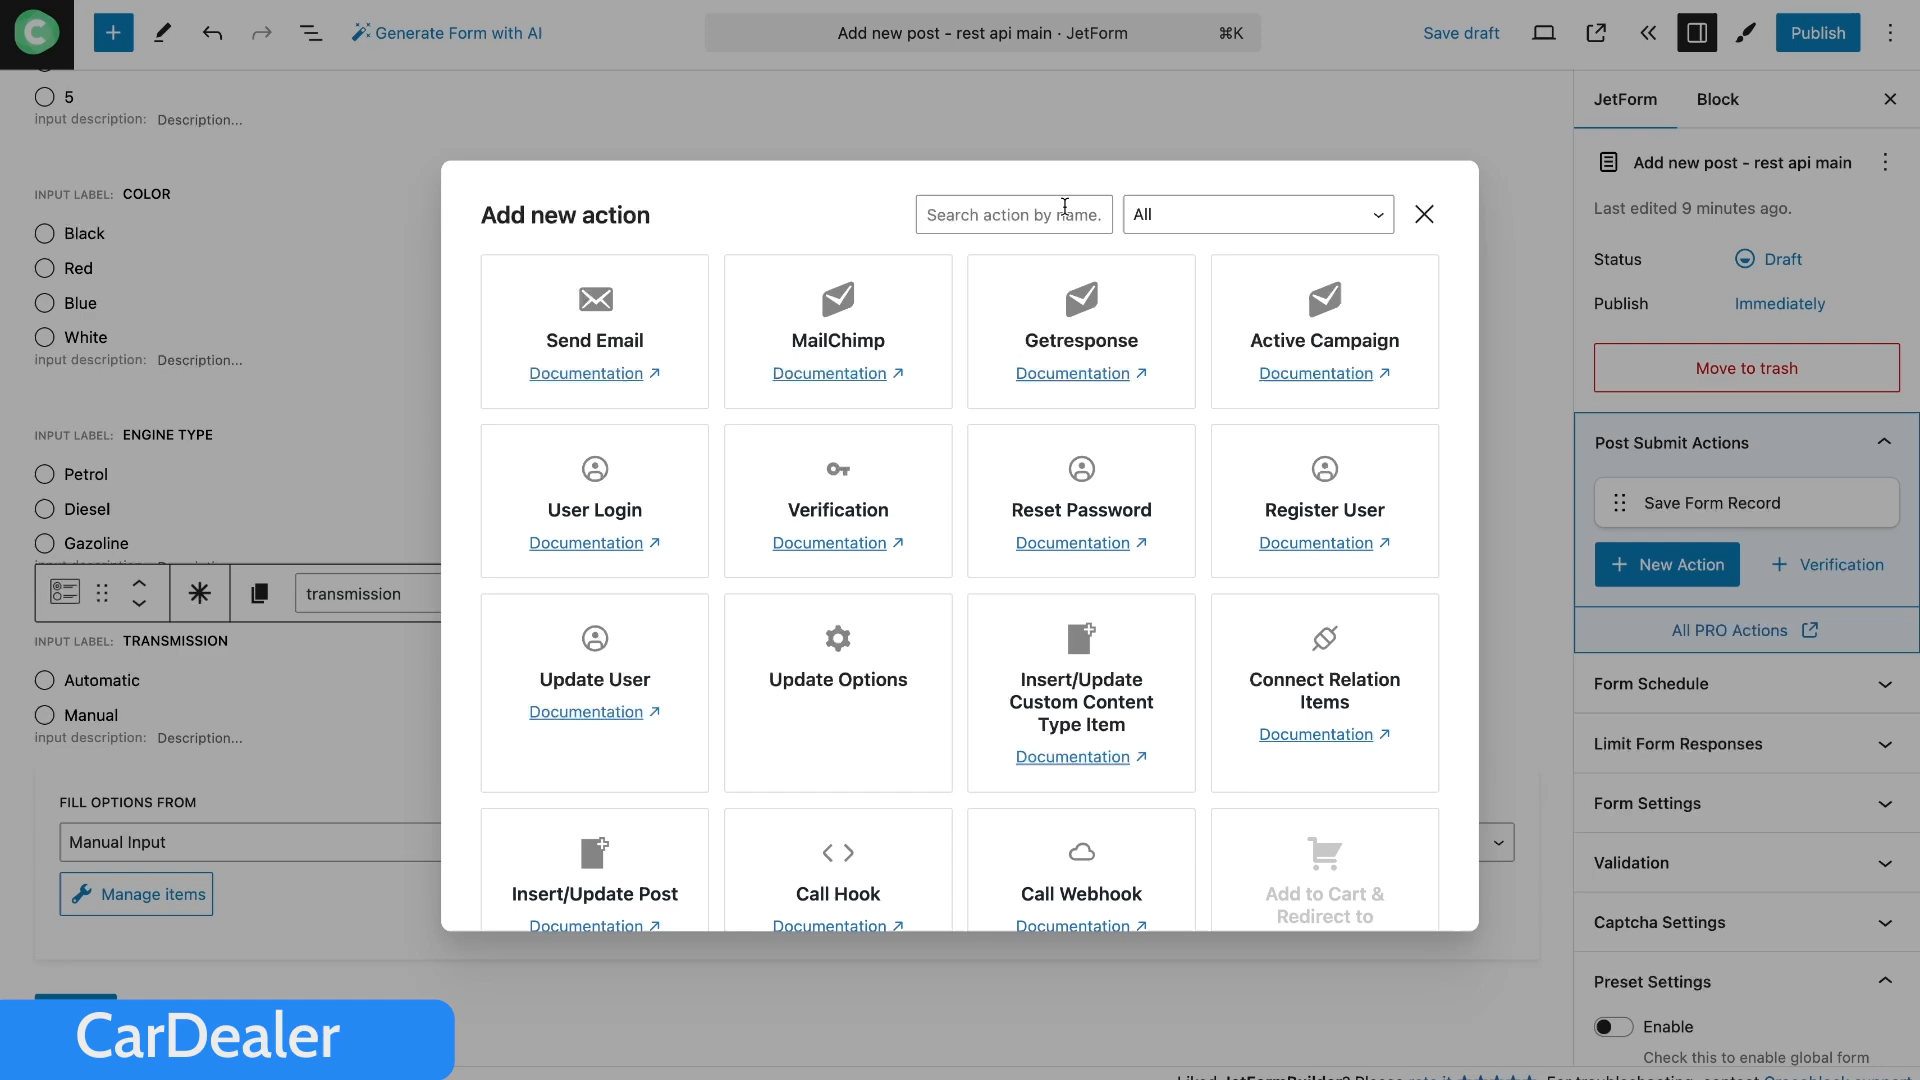 Generate Form with AI
Add new post - rest api main · JetForm
⌘K
Save draft
Publish
5
input description: Description...
INPUT LABEL: COLOR
Black
Red
Blue
White
input description: Description...
INPUT LABEL: ENGINE TYPE
Petrol
Diesel
Gazoline
transmission
INPUT LABEL: TRANSMISSION
Automatic
Manual
input description: Description...
FILL OPTIONS FROM
Manual Input
Manage items
CarDealer
Add new action
Search action by name.
All
Send Email
Documentation ↗
MailChimp
Documentation ↗
Getresponse
Documentation ↗
Active Campaign
Documentation ↗
User Login
Documentation ↗
Verification
Documentation ↗
Reset Password
Documentation ↗
Register User
Documentation ↗
Update User
Documentation ↗
Update Options
Insert/Update
Custom Content
Type Item
Documentation ↗
Connect Relation
Items
Documentation ↗
Insert/Update Post
Documentation ↗
Call Hook
Documentation ↗
Call Webhook
Documentation ↗
Add to Cart &
Redirect to
JetForm
Block
Add new post - rest api main
Last edited 9 minutes ago.
Status
Draft
Publish
Immediately
Move to trash
Post Submit Actions
Save Form Record
New Action
Verification
All PRO Actions
Form Schedule
Limit Form Responses
Form Settings
Validation
Captcha Settings
Preset Settings
Enable
Check this to enable global form